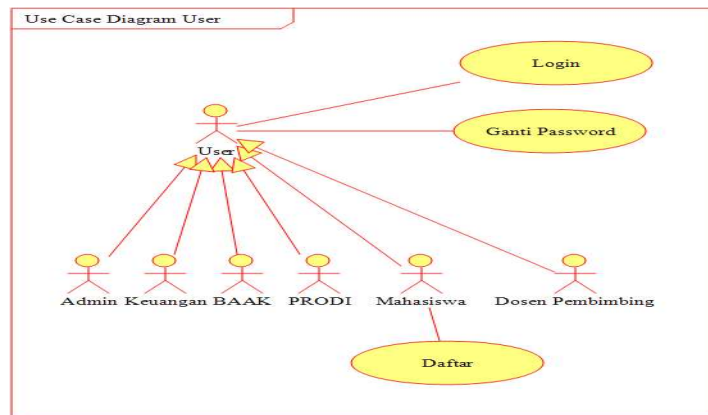 Use Case Diagram User
Login
Ganti Password
User
Admin Keuangan BAAK PRODI Mahasiswa Dosen Pembimbing
Daftar